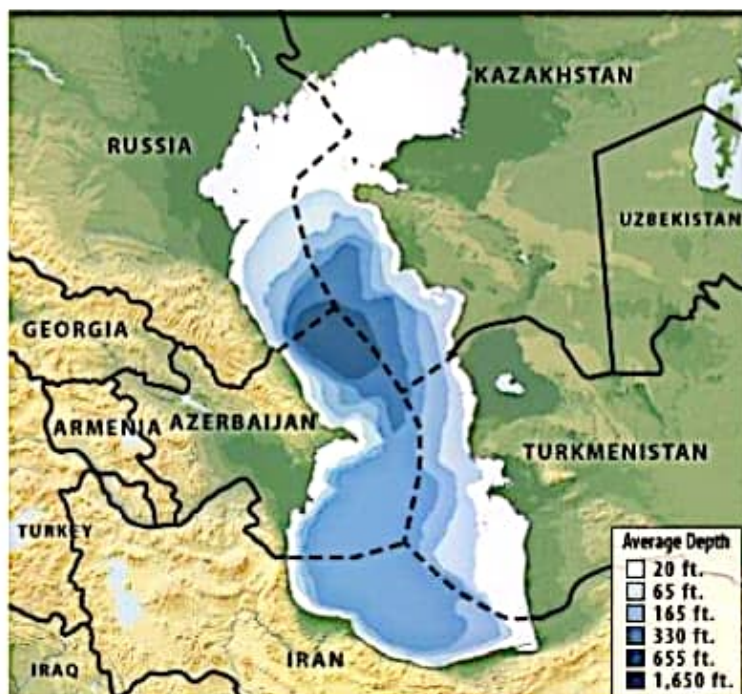 KAZAKHSTAN
RUSSIA
UZBEKISTAN
GEORGIA
ARMENIA
AZERBAIJAN
TURKMENISTAN
TURKEY
IRAN
IRAQ
Average Depth
20 ft.
65 ft.
165 ft.
330 ft.
655 ft.
1,650 ft.